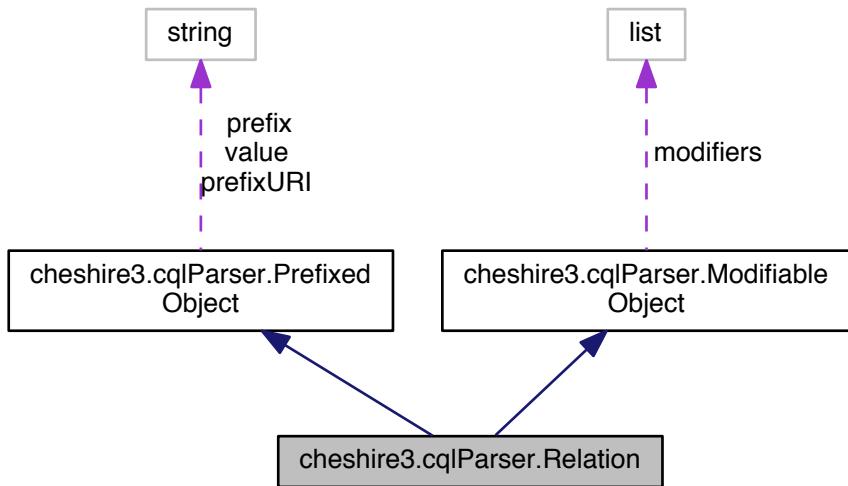 string
list
prefix
value
prefixURI
modifiers
cheshire3.cqlParser.Prefixed
Object
cheshire3.cqlParser.Modifiable
Object
cheshire3.cqlParser.Relation